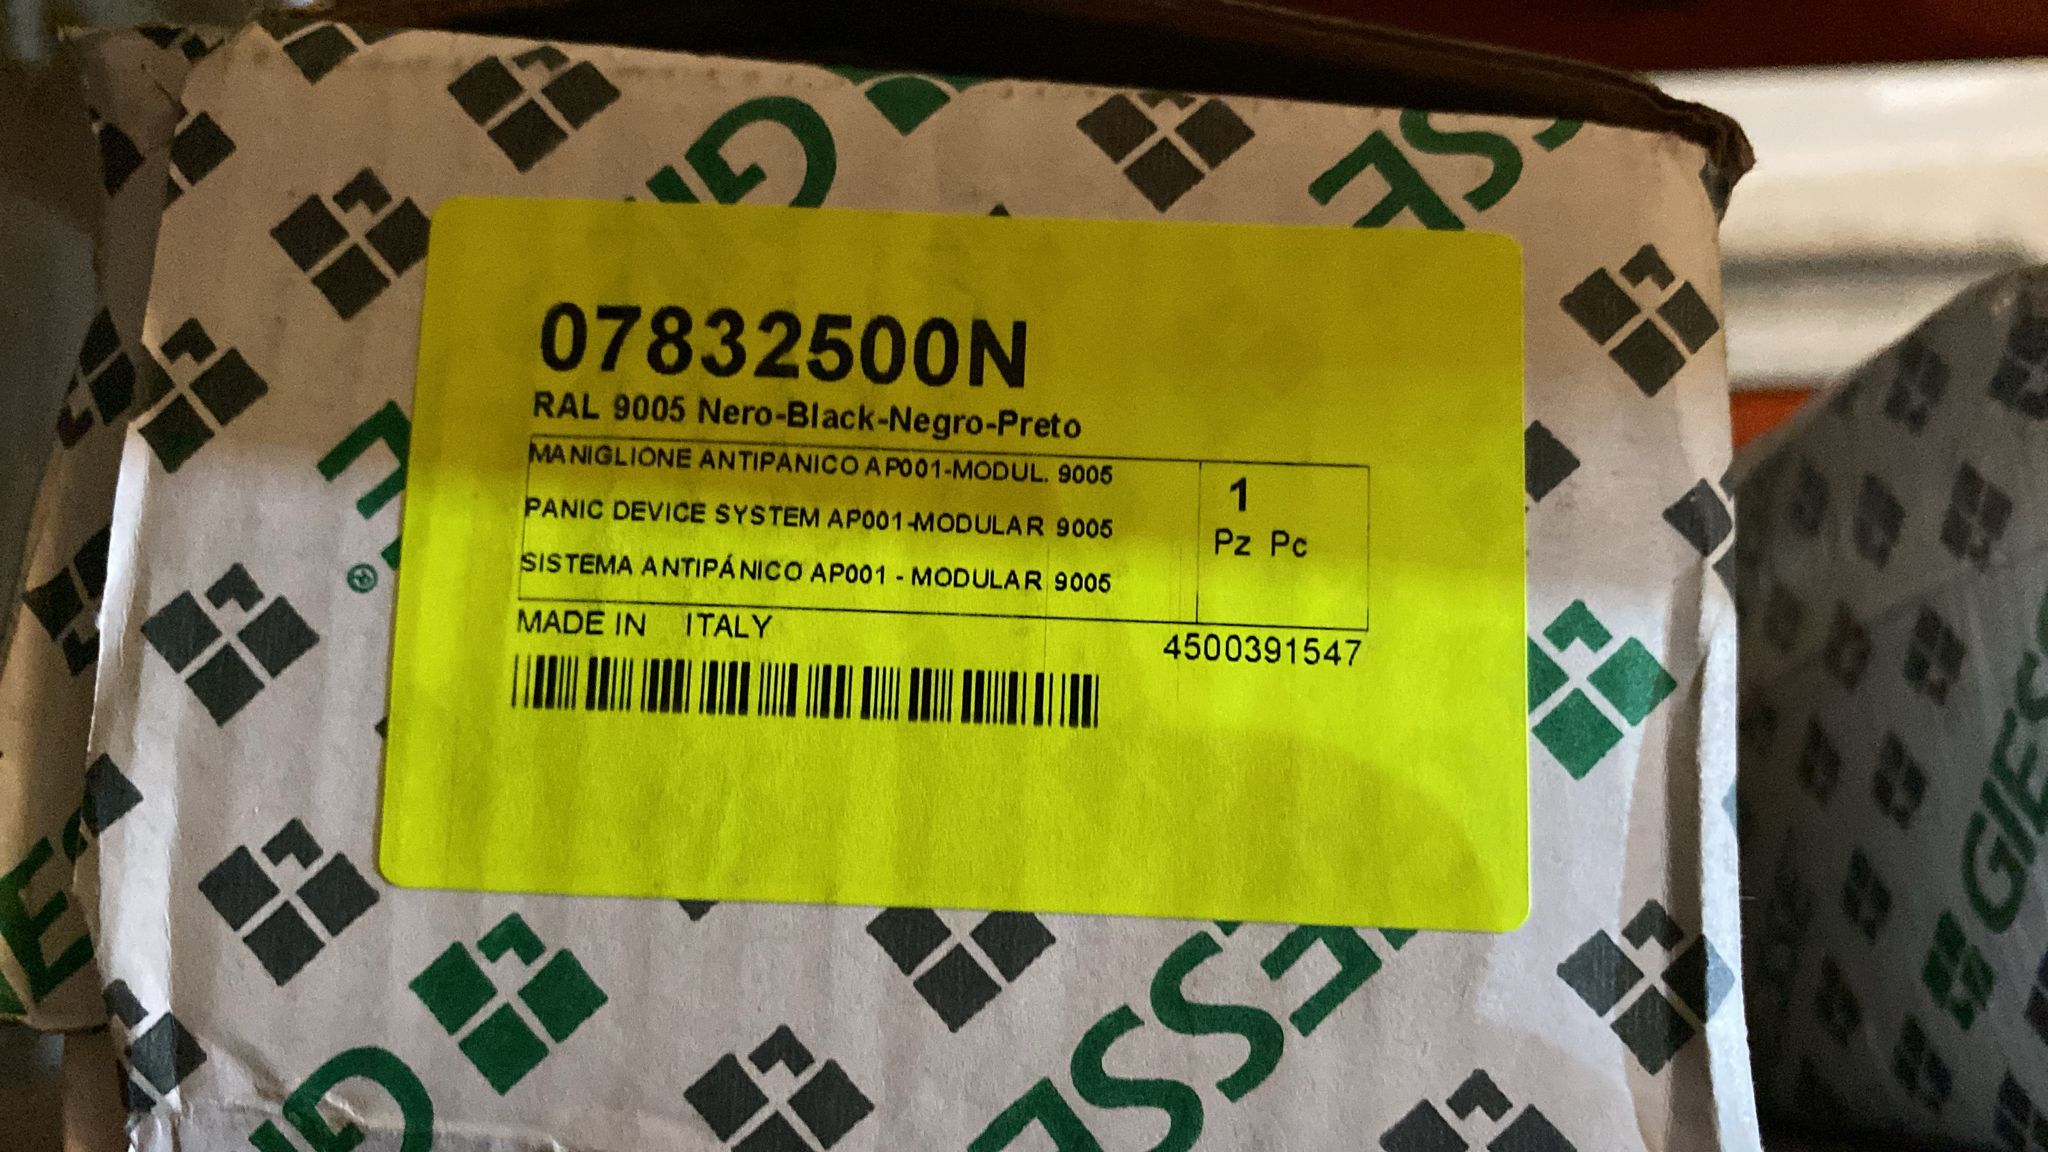 07832500N
RAL 9005 Nero-Black-Negro-Preto
MANIGLIONE ANTIPANICO AP001-MODUL. 9005
PANIC DEVICE SYSTEM AP001-MODULAR 9005
SISTEMA ANTIPÁNICO AP001 - MODULAR 9005
1
Pz Pc
MADE IN ITALY
4500391547
GIES